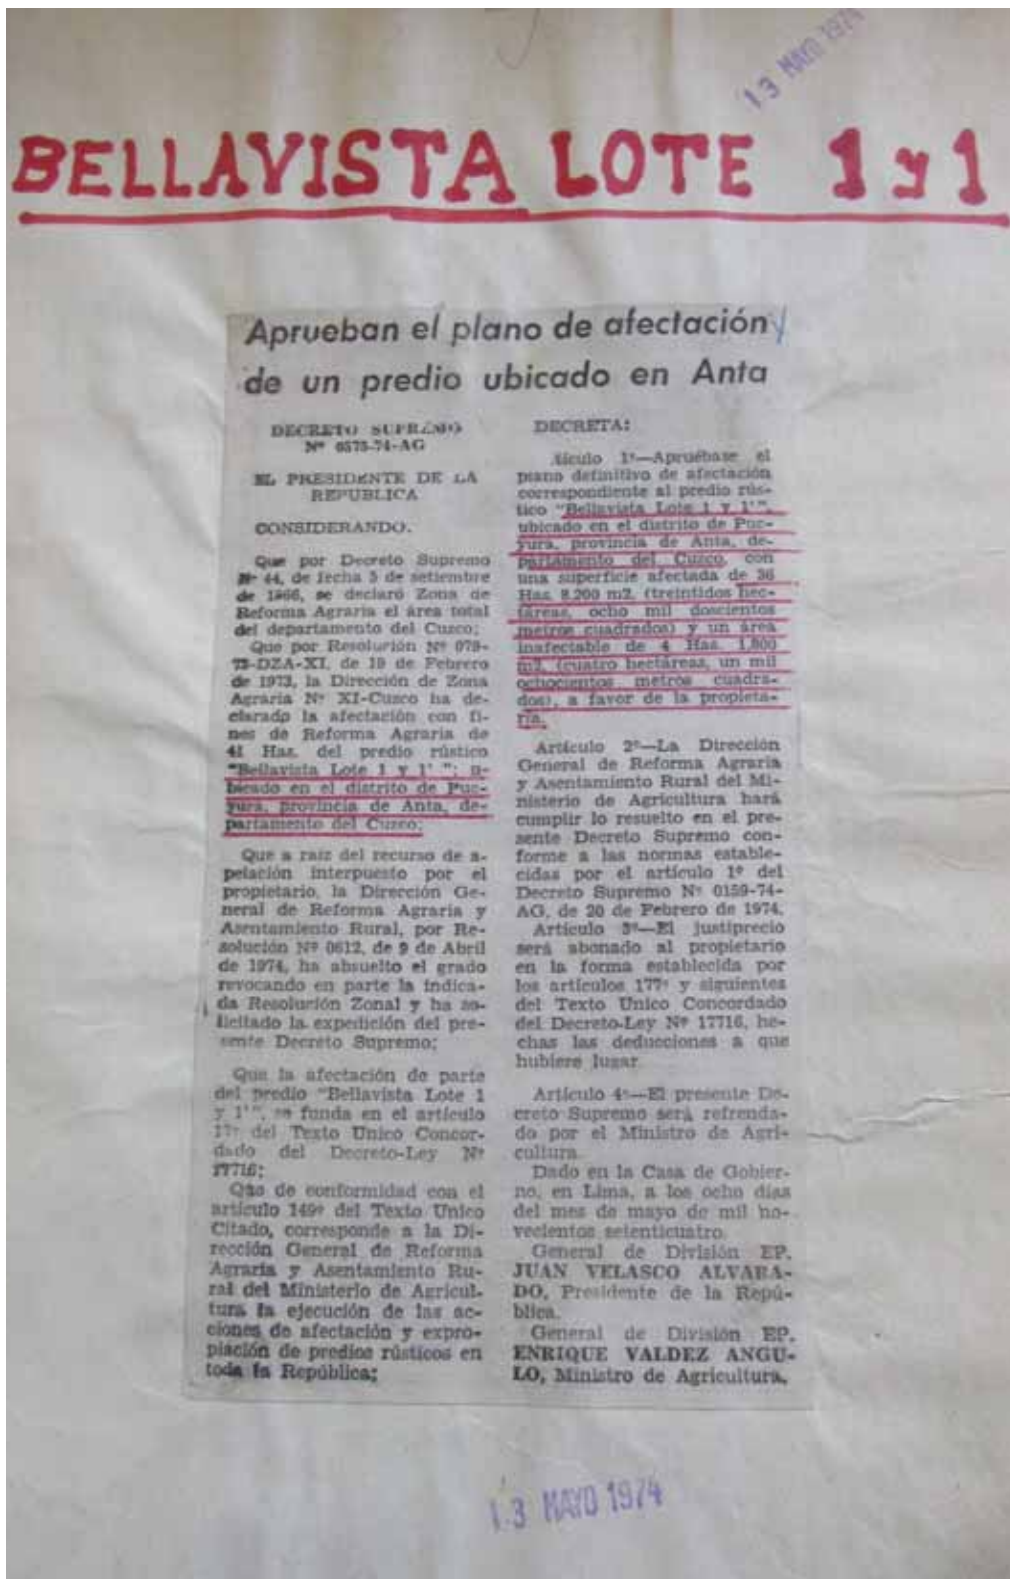 13 MAYO 1974
BELLAVISTA LOTE 1 y 1
Aprueban el plano de afectación
de un predio ubicado en Anta
DECRETO SUPREMO
Nº 0573-74-AG
EL PRESIDENTE DE LA
REPUBLICA
CONSIDERANDO.
Que por Decreto Supremo
Nº 44, de fecha 5 de setiembre
de 1966, se declaró Zona de
Reforma Agraria el área total
del departamento del Cuzco;
Que por Resolución Nº 079-
73-DZA-XI, de 19 de Febrero
de 1973, la Dirección de Zona
Agraria Nº XI-Cuzco ha de-
clarado la afectación con fi-
nes de Reforma Agraria de
41 Has. del predio rústico
"Bellavista Lote 1 y 1' "; u-
bicado en el distrito de Puc-
yura, provincia de Anta, de-
partamento del Cuzco;
Que a raíz del recurso de a-
pelación interpuesto por el
propietario, la Dirección Ge-
neral de Reforma Agraria y
Asentamiento Rural, por Re-
solución Nº 0612, de 9 de Abril
de 1974, ha absuelto el grado
revocando en parte la indica-
da Resolución Zonal y ha so-
licitado la expedición del pre-
sente Decreto Supremo;
Que la afectación de parte
del predio "Bellavista Lote 1
y 1'", se funda en el artículo
17º del Texto Unico Concor-
dado del Decreto-Ley Nº
17716;
Que de conformidad con el
artículo 149º del Texto Unico
Citado, corresponde a la Di-
rección General de Reforma
Agraria y Asentamiento Ru-
ral del Ministerio de Agricul-
tura la ejecución de las ac-
ciones de afectación y expro-
piación de predios rústicos en
toda la República;
DECRETA:
tículo 1º—Apruébase el
plano definitivo de afectación
correspondiente al predio rús-
tico "Bellavista Lote 1 y 1'",
ubicado en el distrito de Puc-
yura, provincia de Anta, de-
partamento del Cuzco, con
una superficie afectada de 36
Has. 8,200 m2. (treintidos hec-
táreas, ocho mil doscientos
metros cuadrados) y un área
inafectable de 4 Has. 1,800
m2. (cuatro hectáreas, un mil
ochocientos metros cuadra-
dos), a favor de la propieta-
ria.
Artículo 2º—La Dirección
General de Reforma Agraria
y Asentamiento Rural del Mi-
nisterio de Agricultura hará
cumplir lo resuelto en el pre-
sente Decreto Supremo con-
forme a las normas estable-
cidas por el artículo 1º del
Decreto Supremo Nº 0159-74-
AG, de 20 de Febrero de 1974.
Artículo 3º—El justiprecio
será abonado al propietario
en la forma establecida por
los artículos 177º y siguientes
del Texto Unico Concordado
del Decreto-Ley Nº 17716, he-
chas las deducciones a que
hubiere lugar.
Artículo 4º—El presente De-
creto Supremo será refrenda-
do por el Ministro de Agri-
cultura.
Dado en la Casa de Gobier-
no, en Lima, a los ocho días
del mes de mayo de mil no-
vecientos setenticuatro.
General de División EP.
JUAN VELASCO ALVARA-
DO, Presidente de la Repú-
blica.
General de División EP.
ENRIQUE VALDEZ ANGU-
LO, Ministro de Agricultura.
13 MAYO 1974